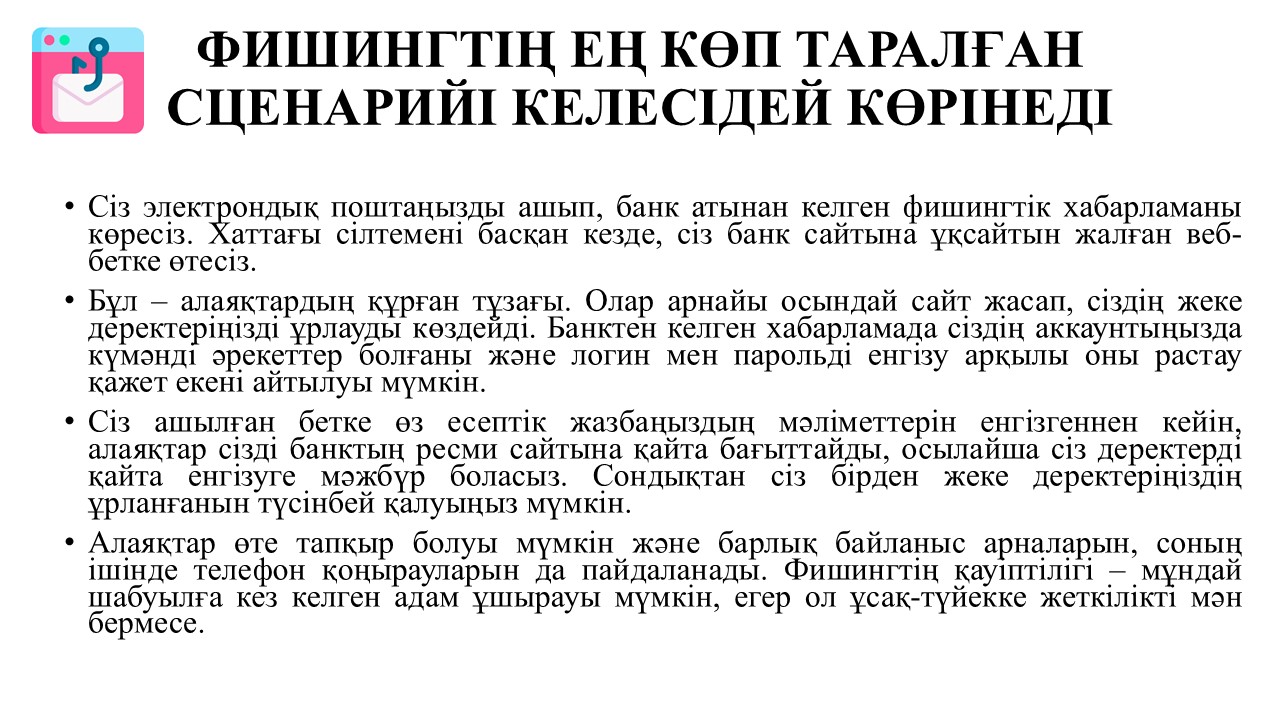 ФИШИНГТІҢ ЕҢ КӨП ТАРАЛҒАН
СЦЕНАРИЙІ КЕЛЕСІДЕЙ КӨРІНЕДІ
• Сіз электрондық поштаңызды ашып, банк атынан келген фишингтік хабарламаны
көресіз. Хаттағы сілтемені басқан кезде, сіз банк сайтына ұқсайтын жалған веб-
бетке өтесіз.
• Бұл – алаяқтардың құрған тұзағы. Олар арнайы осындай сайт жасап, сіздің жеке
деректеріңізді ұрлауды көздейді. Банктен келген хабарламада сіздің аккаунтыңызда
күмәнді әрекеттер болғаны және логин мен парольді енгізу арқылы оны растау
қажет екені айтылуы мүмкін.
• Сіз ашылған бетке өз есептік жазбаңыздың мәліметтерін енгізгеннен кейін,
алаяқтар сізді банктың ресми сайтына қайта бағыттайды, осылайша сіз деректерді
қайта енгізуге мәжбүр боласыз. Сондықтан сіз бірден жеке деректеріңіздің
ұрланғанын түсінбей қалуыңыз мүмкін.
• Алаяқтар өте тапқыр болуы мүмкін және барлық байланыс арналарын, соның
ішінде телефон қоңырауларын да пайдаланады. Фишингтің қауіптілігі – мұндай
шабуылға кез келген адам ұшырауы мүмкін, егер ол ұсақ-түйекке жеткілікті мән
бермесе.